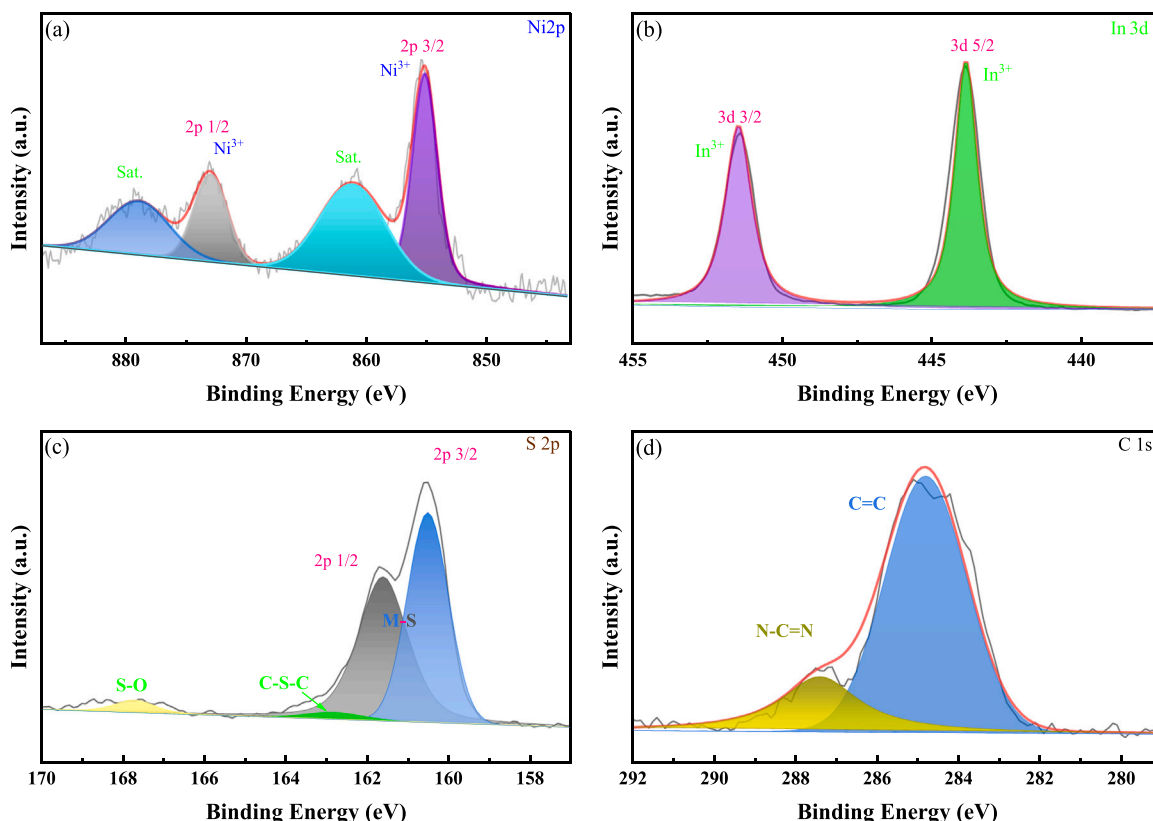 (a)
Ni2p
2p 3/2
Ni³⁺
2p 1/2
Ni³⁺
Sat.
Sat.
Intensity (a.u.)
880
870
860
850
Binding Energy (eV)
(b)
In 3d
3d 5/2
In³⁺
3d 3/2
In³⁺
Intensity (a.u.)
455
450
445
440
Binding Energy (eV)
(c)
S 2p
2p 3/2
2p 1/2
M-S
C-S-C
S-O
Intensity (a.u.)
170
168
166
164
162
160
158
Binding Energy (eV)
(d)
C 1s
C=C
N-C=N
Intensity (a.u.)
292
290
288
286
284
282
280
Binding Energy (eV)